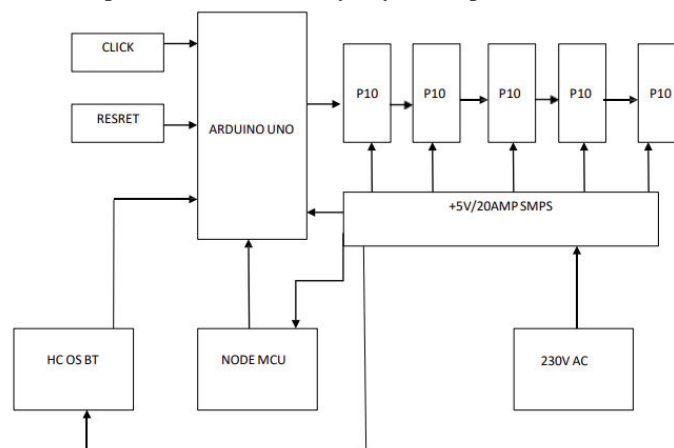 CLICK
RESRET
ARDUINO UNO
P10
P10
P10
P10
P10
+5V/20AMP SMPS
HC OS BT
NODE MCU
230V AC